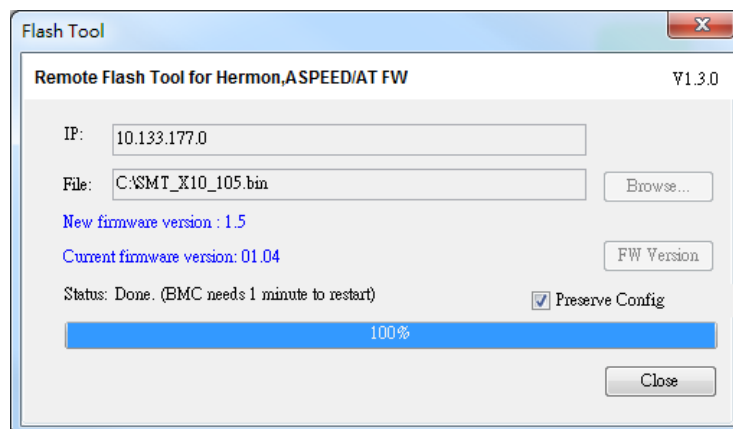 Flash Tool
Remote Flash Tool for Hermon,ASPEED/AT FW V1.3.0
IP: 10.133.177.0
File: C:\SMT_X10_105.bin Browse...
New firmware version : 1.5
Current firmware version: 01.04 FW Version
Status: Done. (BMC needs 1 minute to restart) Preserve Config
100%
Close